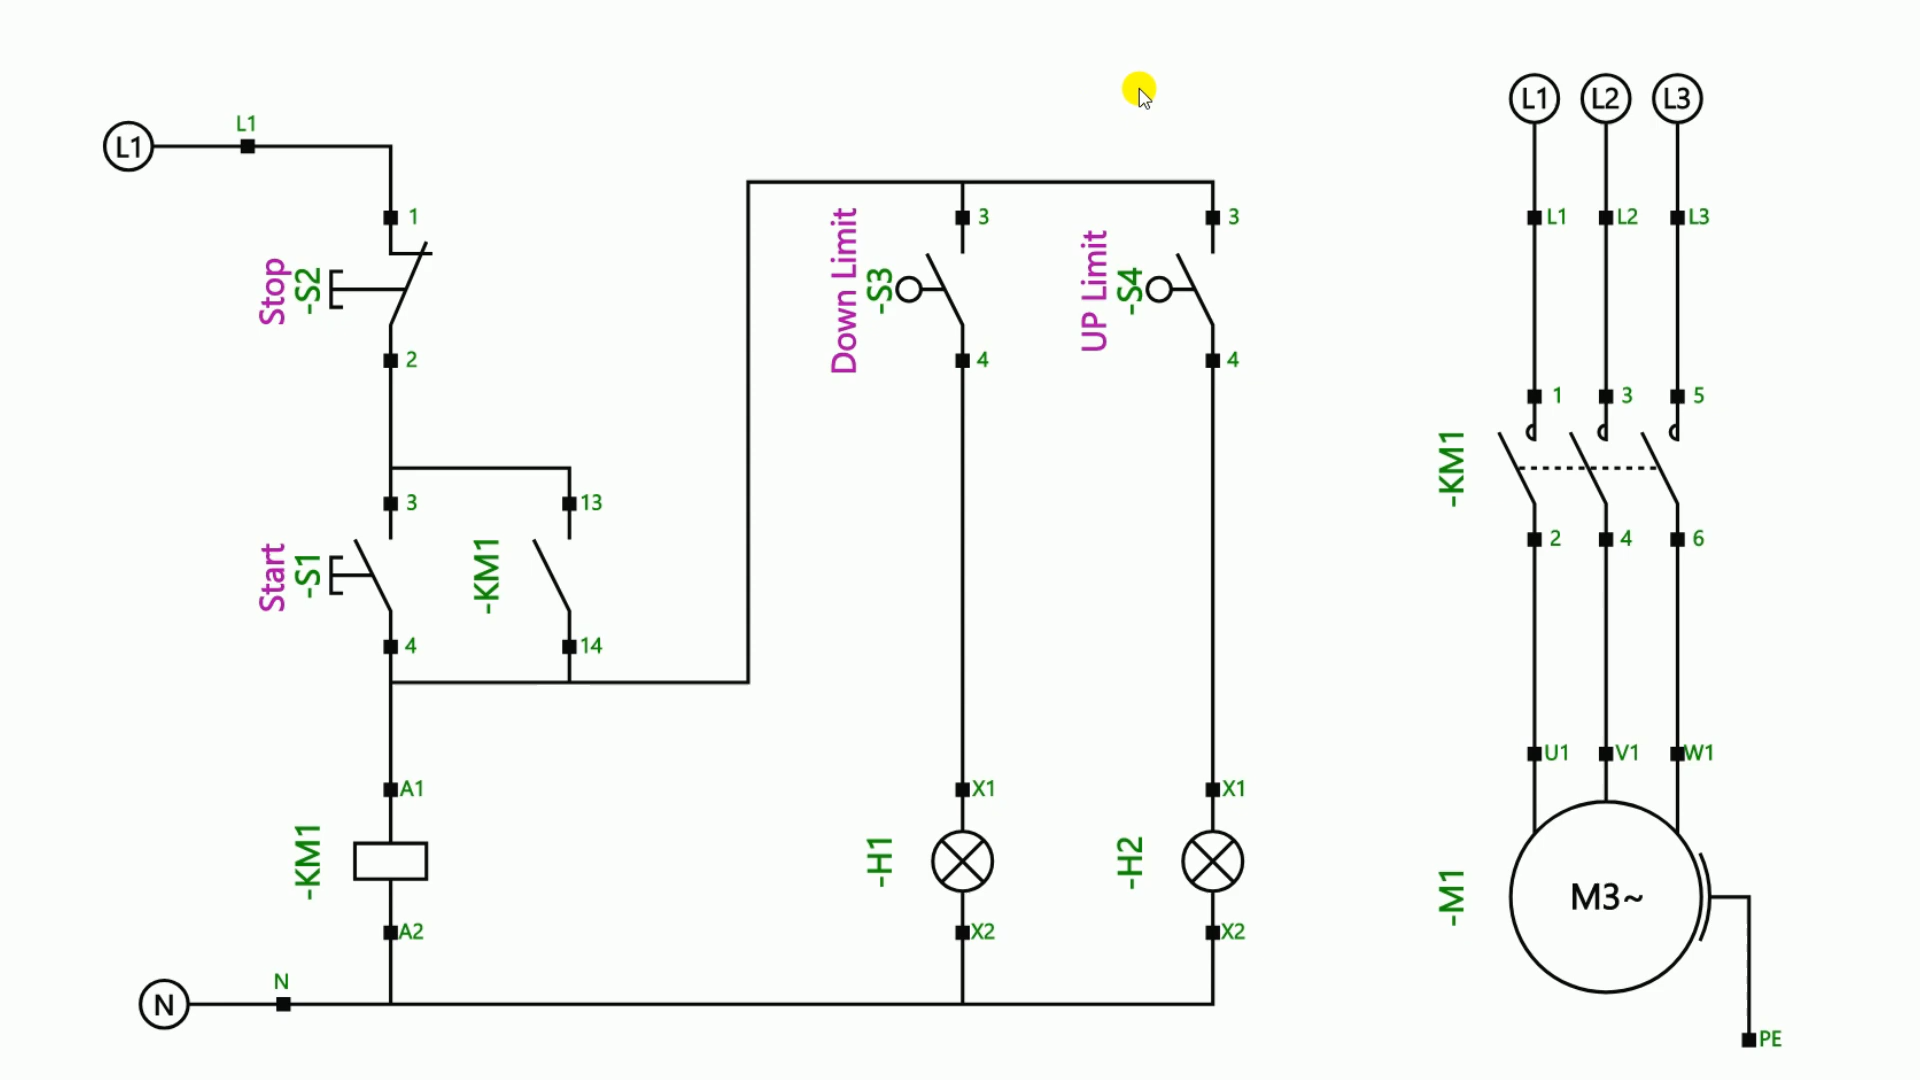 L1
L1
1
Stop
-S2
2
3
13
Start
-S1
-KM1
4
14
A1
-KM1
A2
N
N
3
Down Limit
-S3
4
X1
-H1
X2
3
UP Limit
-S4
4
X1
-H2
X2
L1 L2 L3
L1 L2 L3
1 3 5
-KM1
2 4 6
U1 V1 W1
-M1
M3~
PE